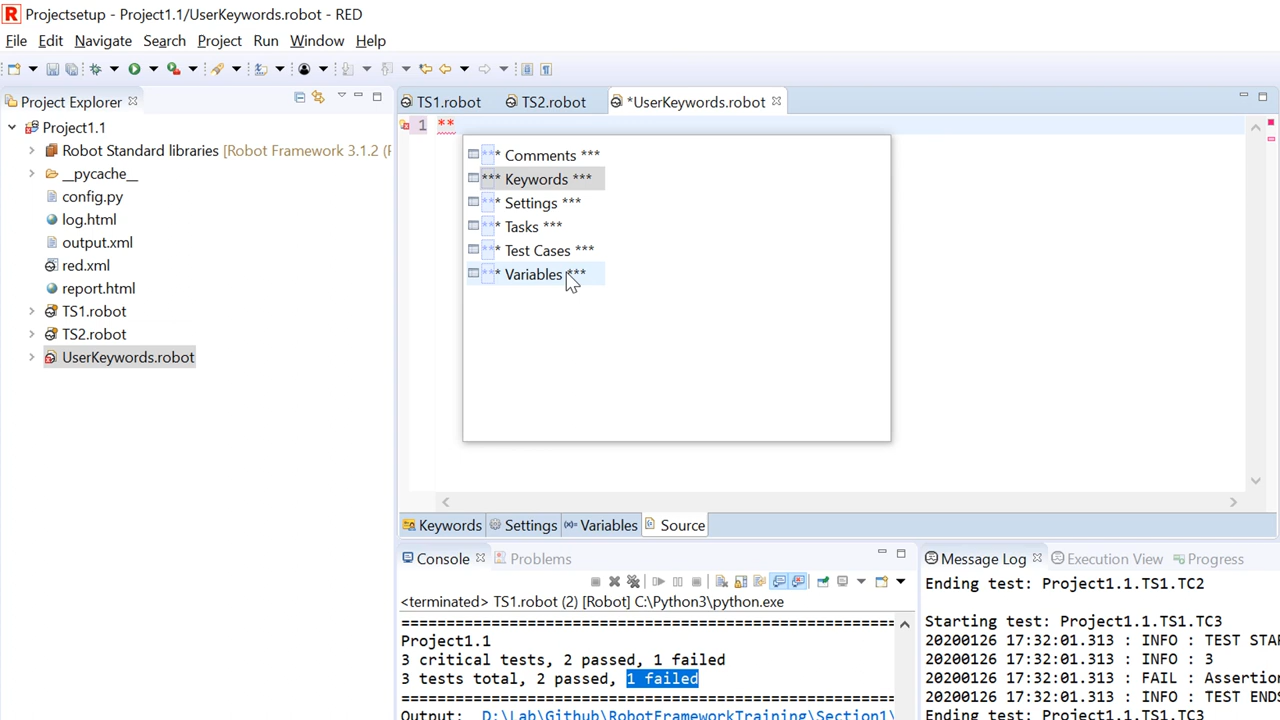 Projectsetup - Project1.1/UserKeywords.robot - RED
File Edit Navigate Search Project Run Window Help
Project Explorer
Project1.1
Robot Standard libraries [Robot Framework 3.1.2 (F
__pycache__
config.py
log.html
output.xml
red.xml
report.html
TS1.robot
TS2.robot
UserKeywords.robot
TS1.robot TS2.robot *UserKeywords.robot
1 **
*** Comments ***
*** Keywords ***
*** Settings ***
*** Tasks ***
*** Test Cases ***
*** Variables ***
Keywords Settings Variables Source
Console Problems
<terminated> TS1.robot (2) [Robot] C:\Python3\python.exe
==============================================================
Project1.1
3 critical tests, 2 passed, 1 failed
3 tests total, 2 passed, 1 failed
==============================================================
Output: D:\Lab\Github\RobotFrameworkTraining\Section1\
Message Log Execution View Progress
Ending test: Project1.1.TS1.TC2
Starting test: Project1.1.TS1.TC3
20200126 17:32:01.313 : INFO : TEST STAR
20200126 17:32:01.313 : INFO : 3
20200126 17:32:01.313 : FAIL : Assertion
20200126 17:32:01.313 : INFO : TEST ENDS
Ending test: Project1.1.TS1.TC3